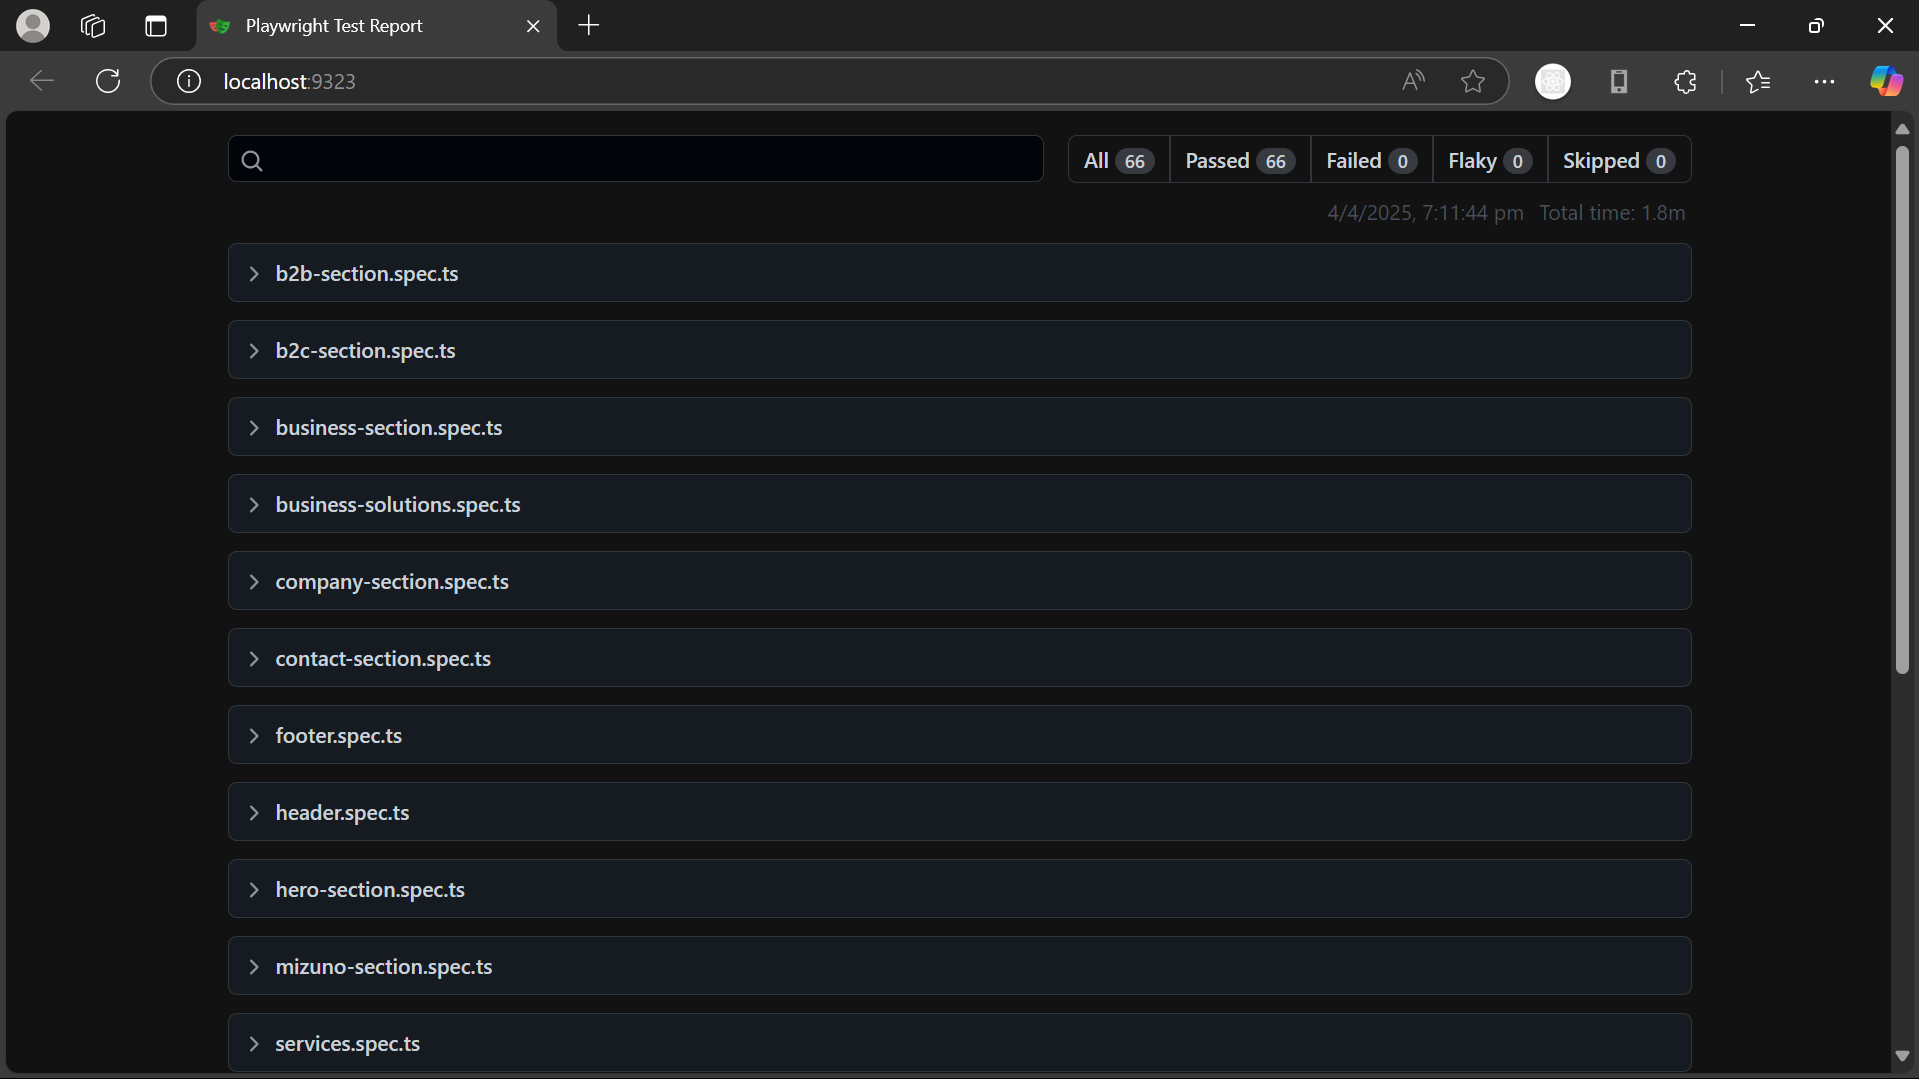 Playwright Test Report
localhost:9323
All 66 Passed 66 Failed 0 Flaky 0 Skipped 0
4/4/2025, 7:11:44 pm Total time: 1.8m
b2b-section.spec.ts
b2c-section.spec.ts
business-section.spec.ts
business-solutions.spec.ts
company-section.spec.ts
contact-section.spec.ts
footer.spec.ts
header.spec.ts
hero-section.spec.ts
mizuno-section.spec.ts
services.spec.ts